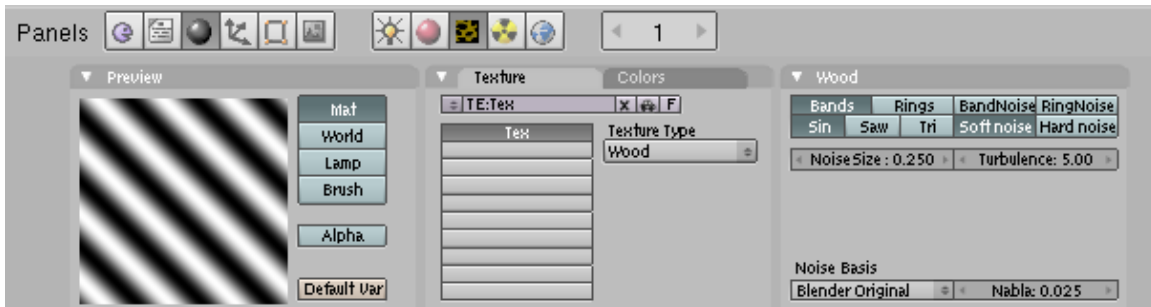 Panels 1
Preview
Mat
World
Lamp
Brush
Alpha
Default Var
Texture Colors
TE:Tex X F
Tex
Texture Type
Wood
Wood
Bands Rings BandNoise RingNoise
Sin Saw Tri Soft noise Hard noise
NoiseSize : 0.250 Turbulence: 5.00
Noise Basis
Blender Original Nabla: 0.025